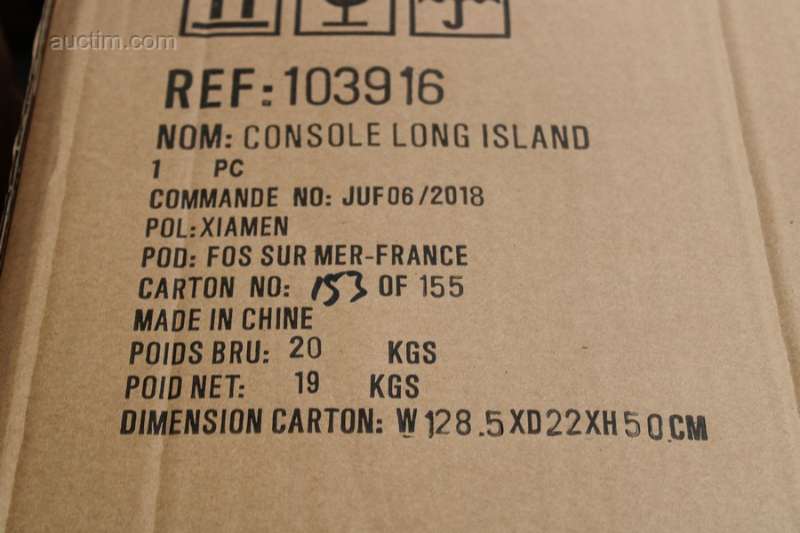 auctim.com
REF: 103916
NOM: CONSOLE LONG ISLAND
1 PC
COMMANDE NO: JUF06/2018
POL: XIAMEN
POD: FOS SUR MER-FRANCE
CARTON NO: 153 OF 155
MADE IN CHINE
POIDS BRU: 20 KGS
POID NET: 19 KGS
DIMENSION CARTON: W128.5XD22XH50CM